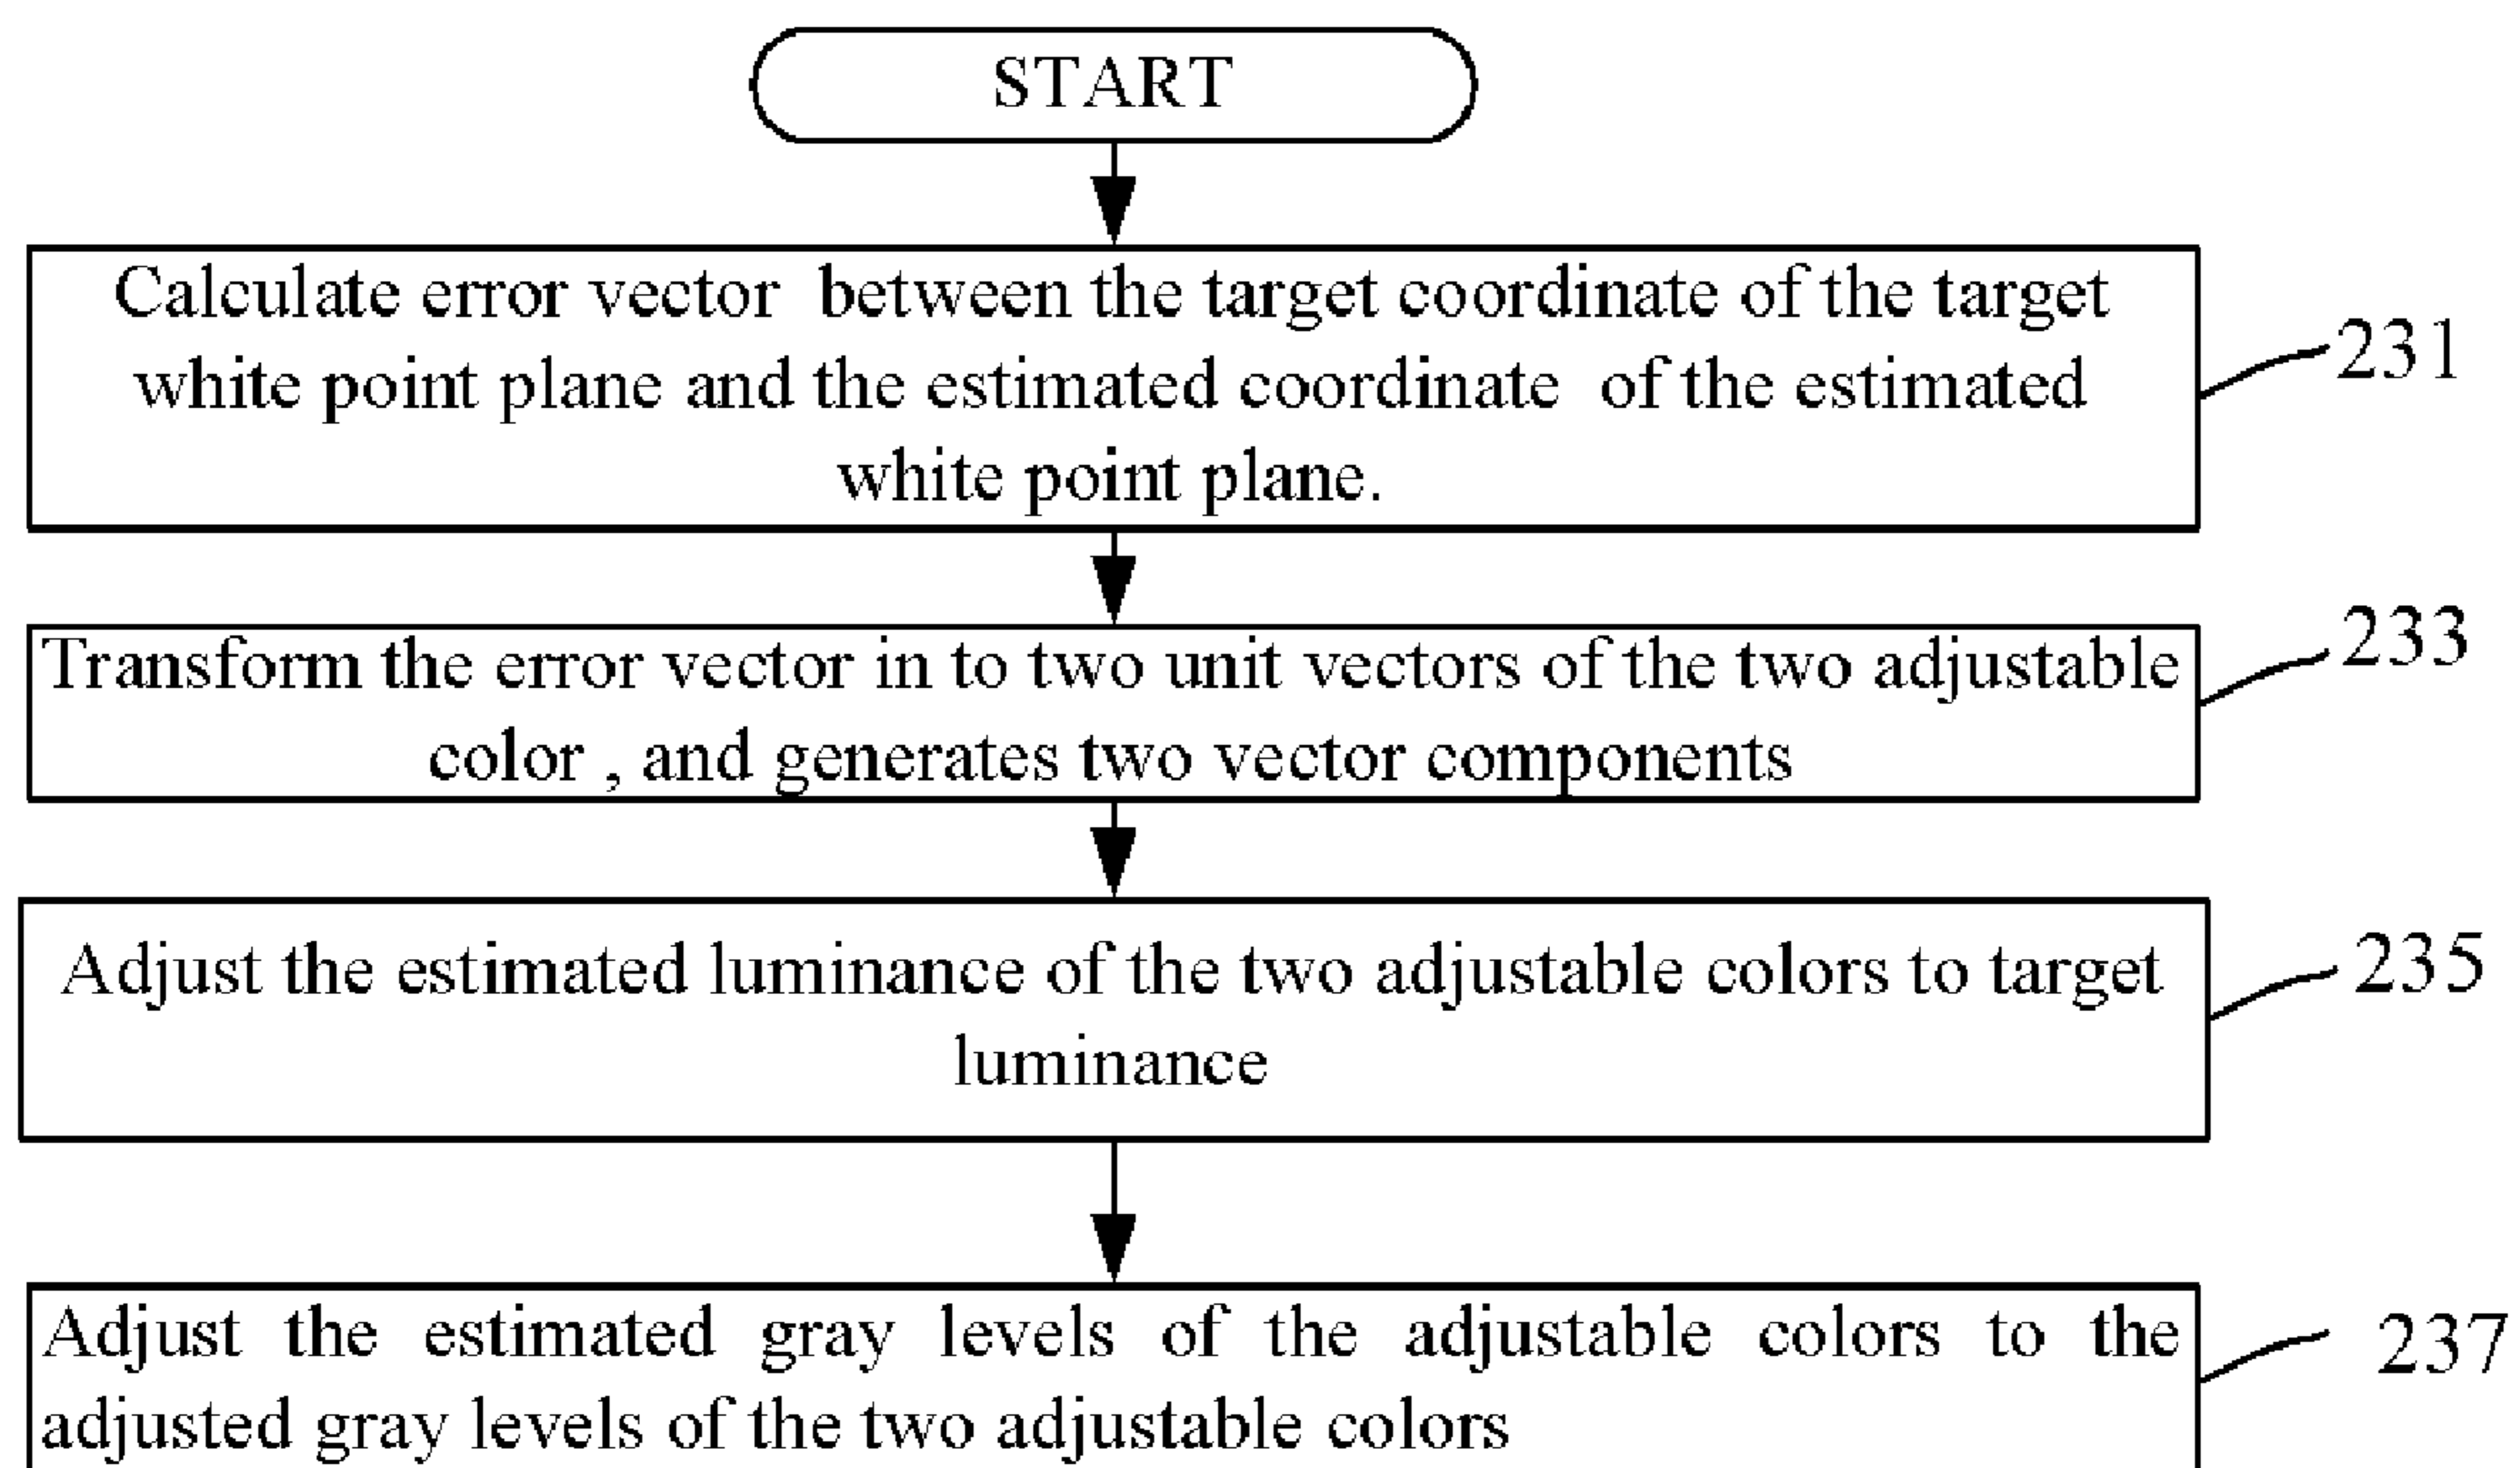 START
Calculate error vector between the target coordinate of the target
white point plane and the estimated coordinate of the estimated
white point plane.
231
Transform the error vector in to two unit vectors of the two adjustable
color , and generates two vector components
233
Adjust the estimated luminance of the two adjustable colors to target
luminance
235
Adjust the estimated gray levels of the adjustable colors to the
adjusted gray levels of the two adjustable colors
237